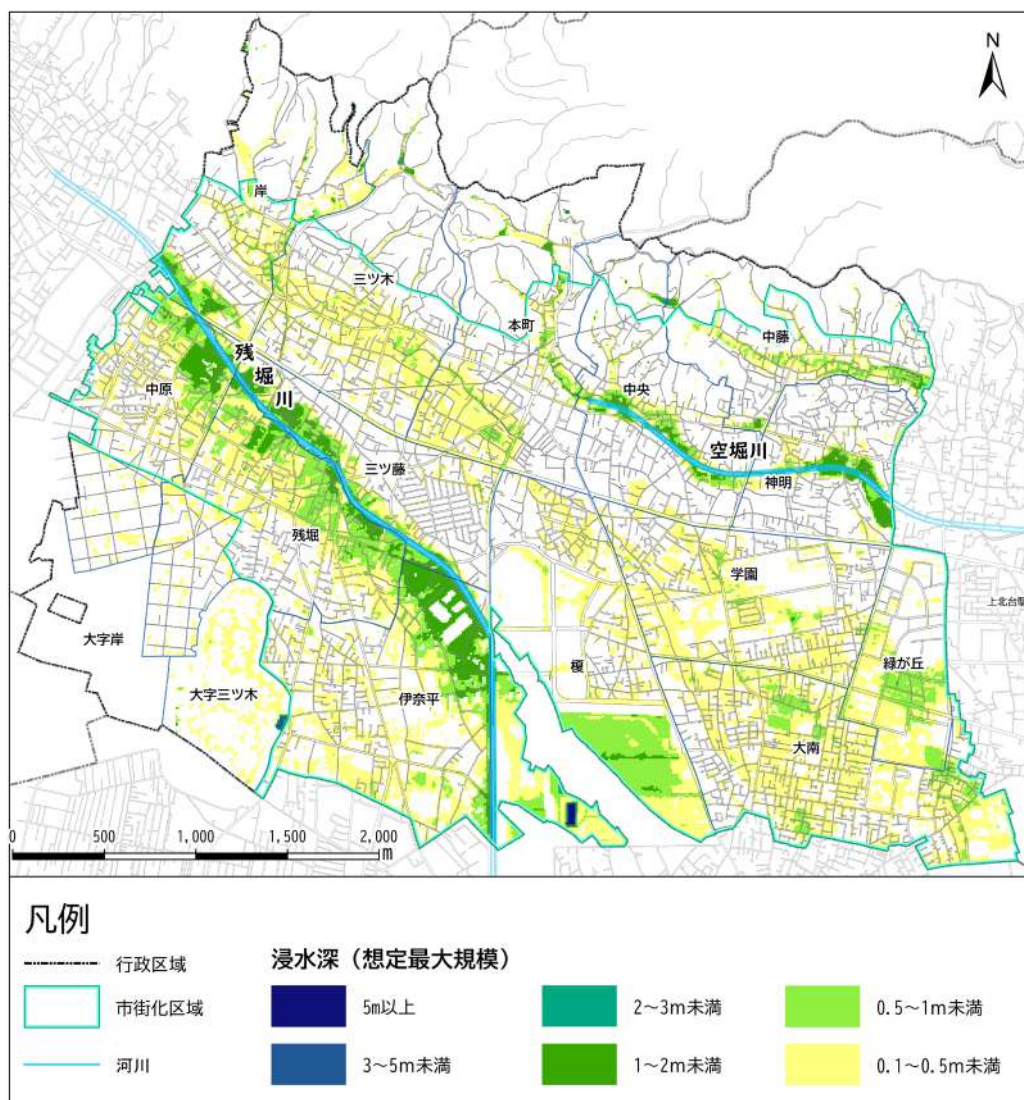 N
岸
三ツ木
本町
中藤
残堀川
中原
中央
空堀川
三ツ藤
神明
残堀
学園
上北台駅
大字岸
榎
緑が丘
大字三ツ木
伊奈平
大南
0 500 1,000 1,500 2,000
m
凡例
行政区域
浸水深（想定最大規模）
市街化区域
5m以上
2～3m未満
0.5～1m未満
河川
3～5m未満
1～2m未満
0.1～0.5m未満